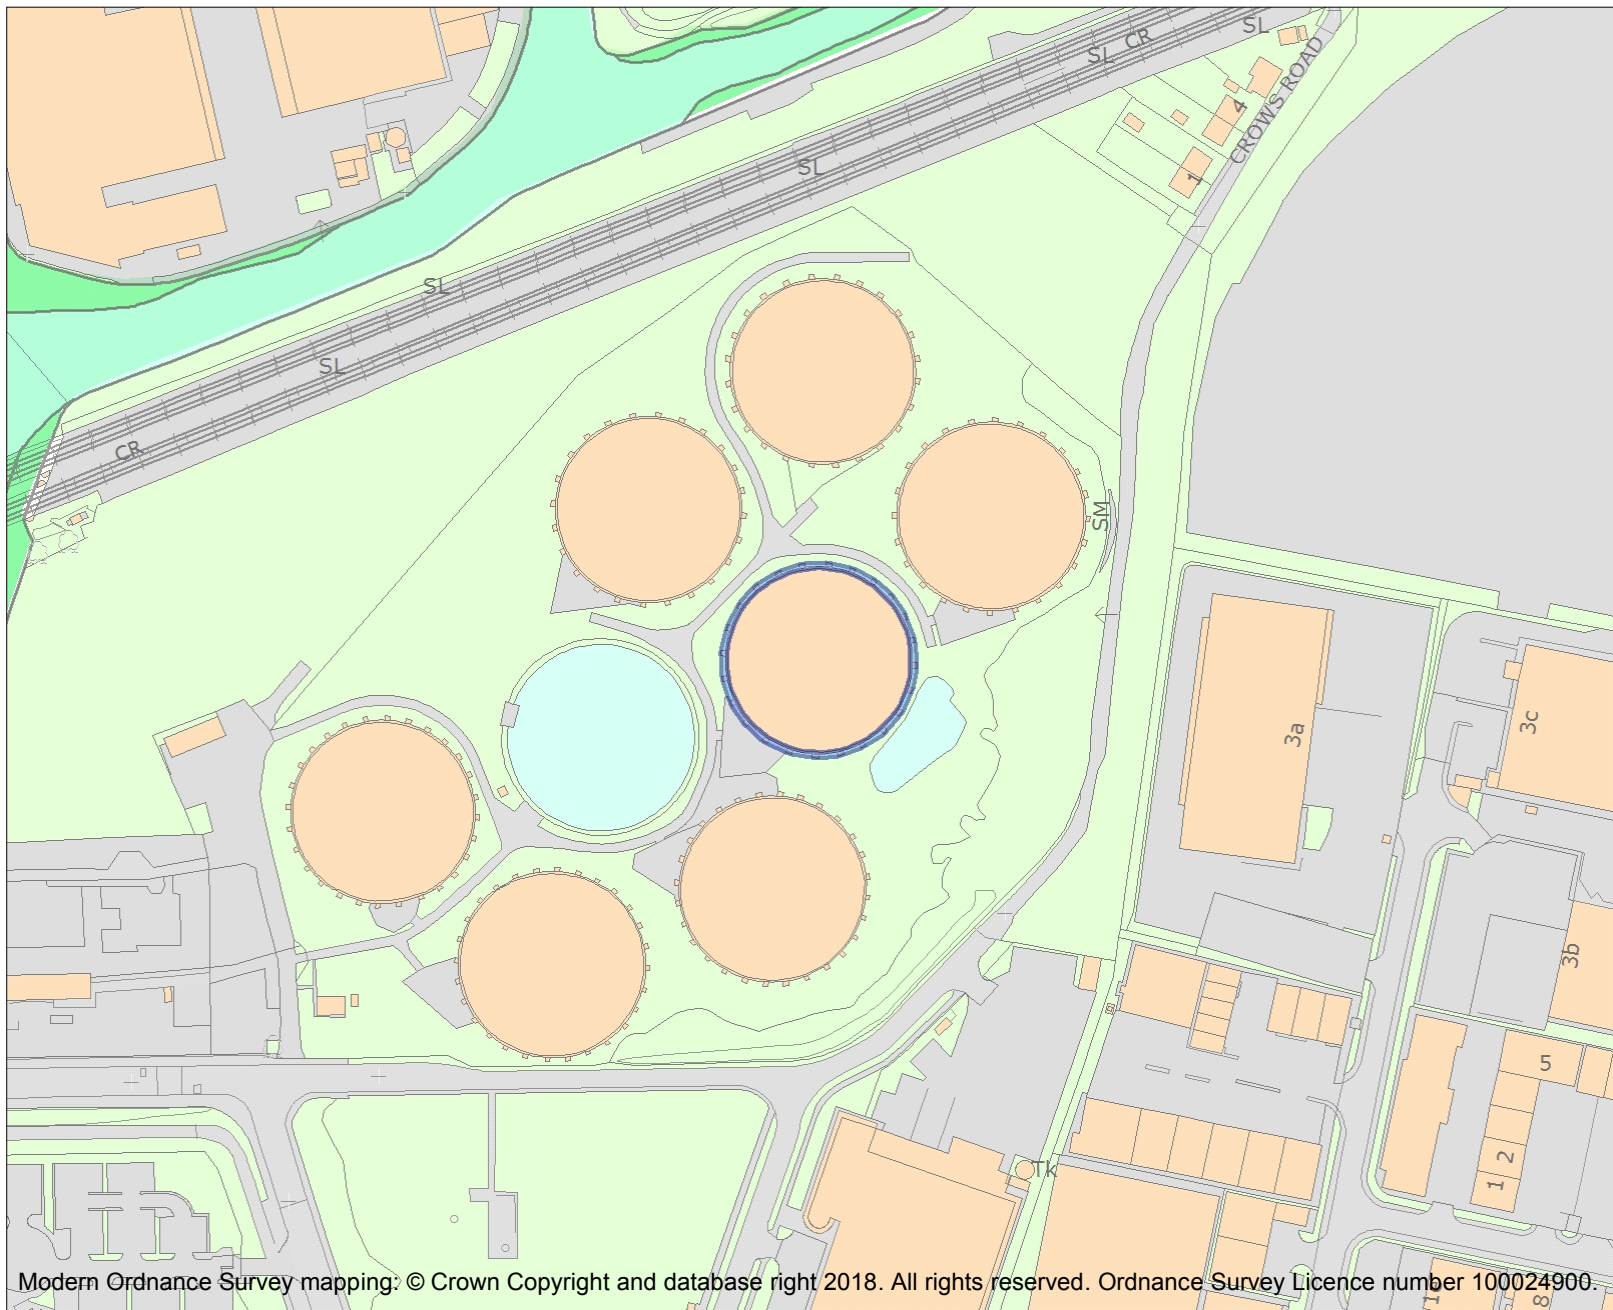 SL
CR
SL
4
CROWS ROAD
SL
1
SL
SL
CR
SM
3a
3c
3b
5
2
1
Tk
8
Modern Ordnance Survey mapping: © Crown Copyright and database right 2018. All rights reserved. Ordnance Survey Licence number 100024900.